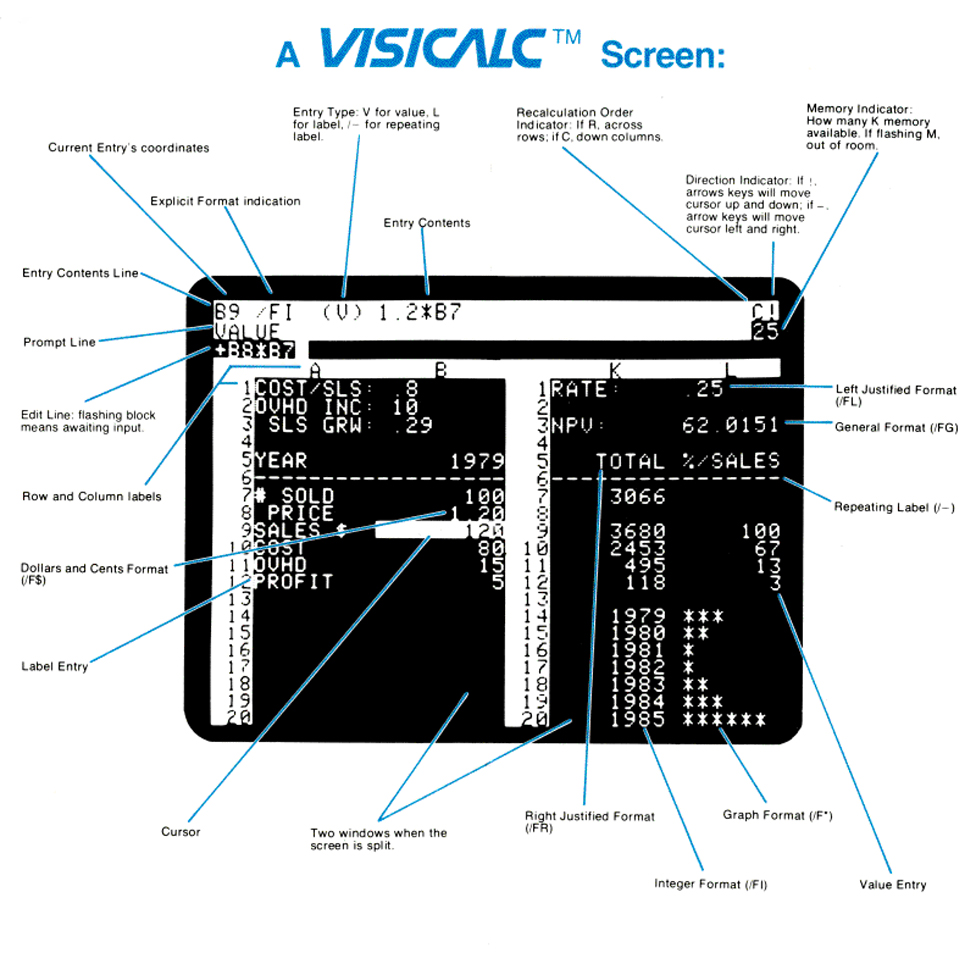 A VISICALC™ Screen:
Entry Type: V for value, L
for label, /– for repeating
label.
Recalculation Order
Indicator: If R, across
rows; if C, down columns.
Memory Indicator:
How many K memory
available. If flashing M,
out of room.
Current Entry's coordinates
Direction Indicator: If !,
arrows keys will move
cursor up and down; if –,
arrow keys will move
cursor left and right.
Explicit Format indication
Entry Contents
Entry Contents Line
B9 /FI (V) 1.2*B7 C!
VALUE 25
Prompt Line
+B8*B7
Edit Line: flashing block
means awaiting input.
Row and Column labels
Dollars and Cents Format
(/F$)
Label Entry
A B
1 COST/SLS: .8
2 OVHD INC: 10
3 SLS GRW: .29
4
5 YEAR 1979
6 ------------------------------
7 # SOLD 100
8 PRICE 1.20
9 SALES $ 120
10 COST 80
11 OVHD 15
12 PROFIT 5
13
14
15
16
17
18
19
20
K L
1 RATE: .25
2
3 NPV: 62.0151
4
5 TOTAL %/SALES
6 ---------------------------
7 3066
8
9 3680 100
10 2453 67
11 495 13
12 118 3
13
14 1979 ***
15 1980 **
16 1981 *
17 1982 *
18 1983 **
19 1984 ***
20 1985 ******
Left Justified Format
(/FL)
General Format (/FG)
Repeating Label (/–)
Cursor
Two windows when the
screen is split.
Right Justified Format
(/FR)
Graph Format (/F*)
Integer Format (/FI)
Value Entry